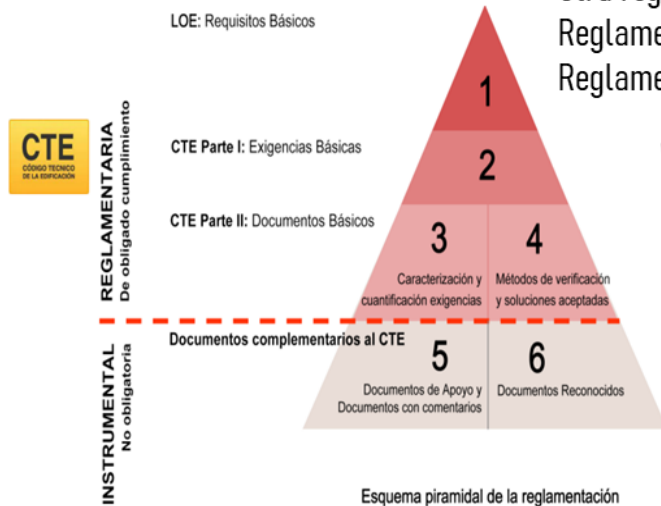 LOE: Requisitos Básicos
Reglame
Reglame
1
CTE
CÓDIGO TÉCNICO
DE LA EDIFICACIÓN
REGLAMENTARIA
De obligado cumplimiento
CTE Parte I: Exigencias Básicas
2
CTE Parte II: Documentos Básicos
3
4
Caracterización y
cuantificación exigencias
Métodos de verificación
y soluciones aceptadas
INSTRUMENTAL
No obligatoria
Documentos complementarios al CTE
5
6
Documentos de Apoyo y
Documentos con comentarios
Documentos Reconocidos
Esquema piramidal de la reglamentación